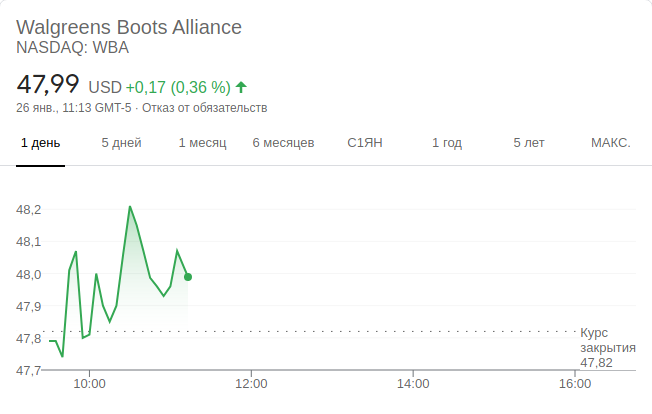 Walgreens Boots Alliance
NASDAQ: WBA
47,99 USD +0,17 (0,36 %)
26 янв., 11:13 GMT-5 · Отказ от обязательств
1 день 5 дней 1 месяц 6 месяцев С1ЯН 1 год 5 лет МАКС.
48,2
48,1
48,0
47,9
47,8
47,7
Курс
закрытия
47,82
10:00 12:00 14:00 16:00